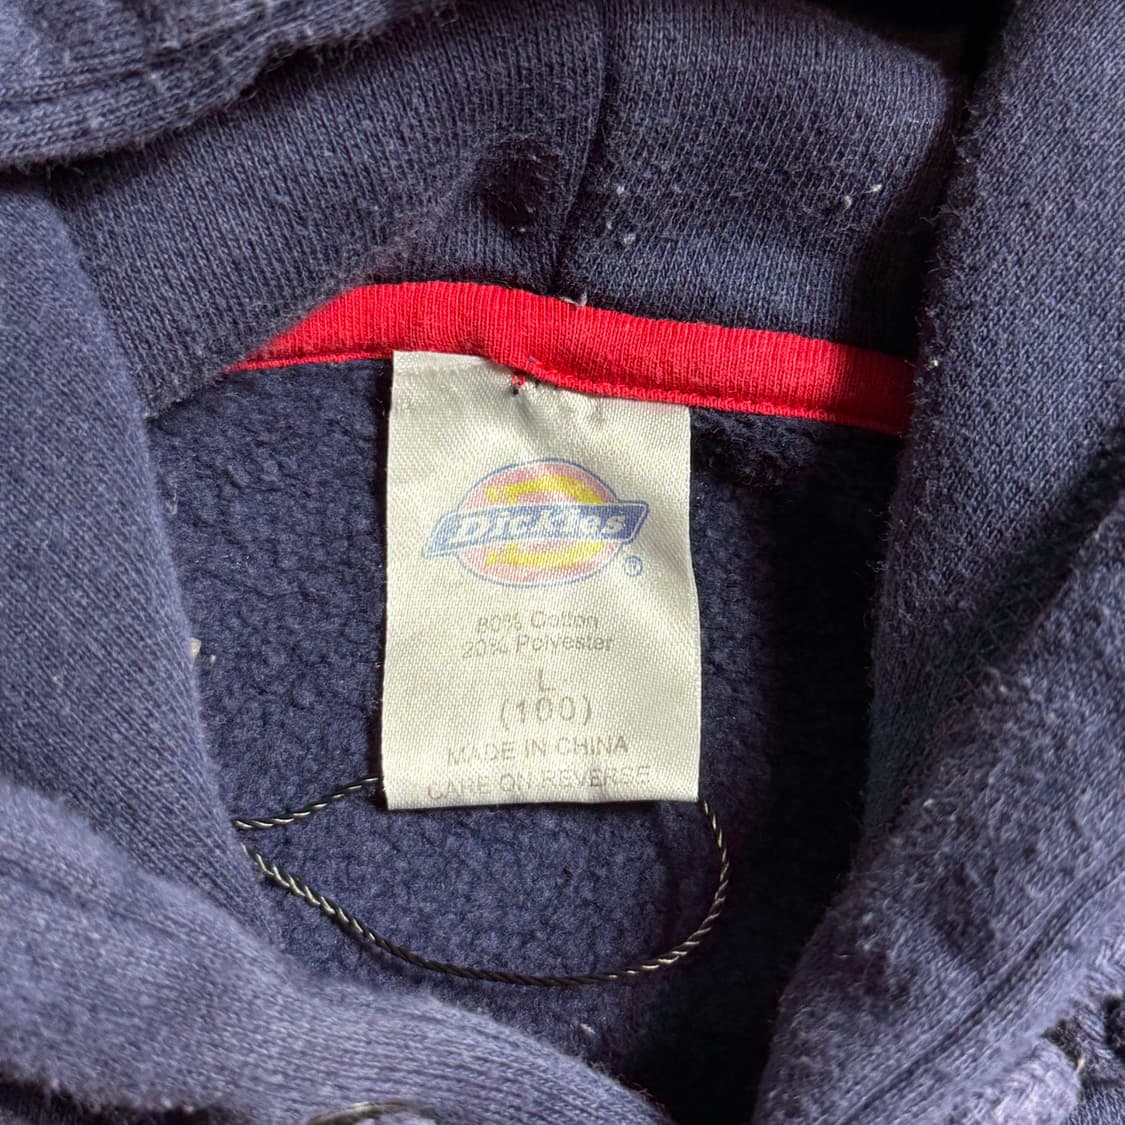 Dickies
®
80% Cotton
20% Polyester
L
(100)
MADE IN CHINA
CARE ON REVERSE